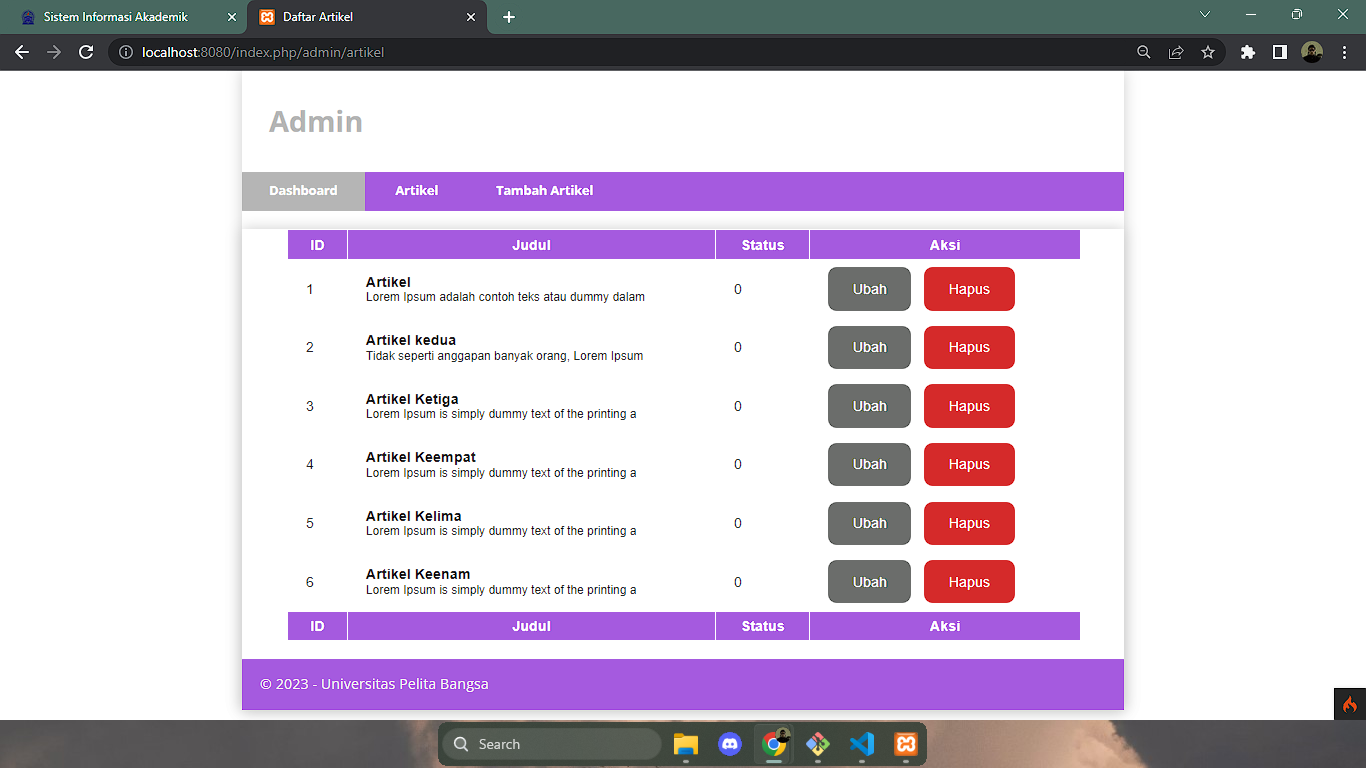 Sistem Informasi Akademik
Daftar Artikel
localhost:8080/index.php/admin/artikel
Admin
Dashboard Artikel Tambah Artikel
ID Judul Status Aksi
1 Artikel 0 Ubah Hapus
Lorem Ipsum adalah contoh teks atau dummy dalam
2 Artikel kedua 0 Ubah Hapus
Tidak seperti anggapan banyak orang, Lorem Ipsum
3 Artikel Ketiga 0 Ubah Hapus
Lorem Ipsum is simply dummy text of the printing a
4 Artikel Keempat 0 Ubah Hapus
Lorem Ipsum is simply dummy text of the printing a
5 Artikel Kelima 0 Ubah Hapus
Lorem Ipsum is simply dummy text of the printing a
6 Artikel Keenam 0 Ubah Hapus
Lorem Ipsum is simply dummy text of the printing a
ID Judul Status Aksi
© 2023 - Universitas Pelita Bangsa
Search